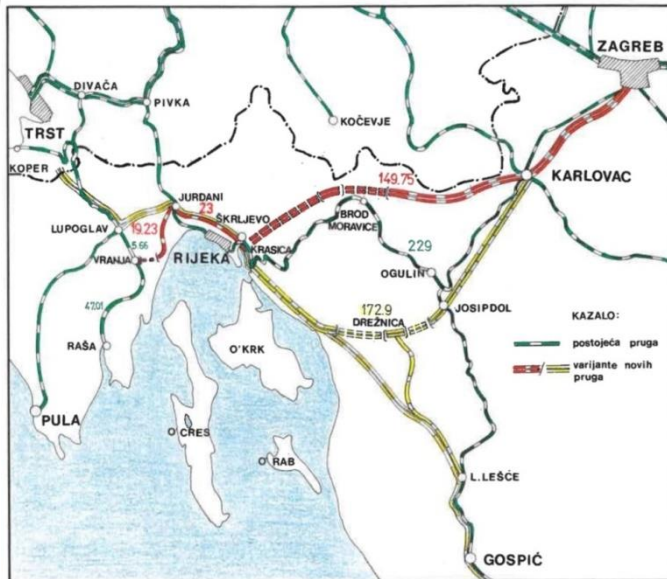 ZAGREB
DIVAČA
PIVKA
TRST
KOČEVJE
KOPER
149.75
KARLOVAC
JURDANI
23
LUPOGLAV
19.23
ŠKRLJEVO
BROD
MORAVICE
5.66
KRASICA
VRANJA
RIJEKA
229
OGULIN
47.01
172.9
DREŽNICA
JOSIPDOL
KAZALO:
RAŠA
O'KRK
postojeća pruga
varijante novih
pruga
PULA
O'CRES
O'RAB
L.LEŠĆE
GOSPIĆ